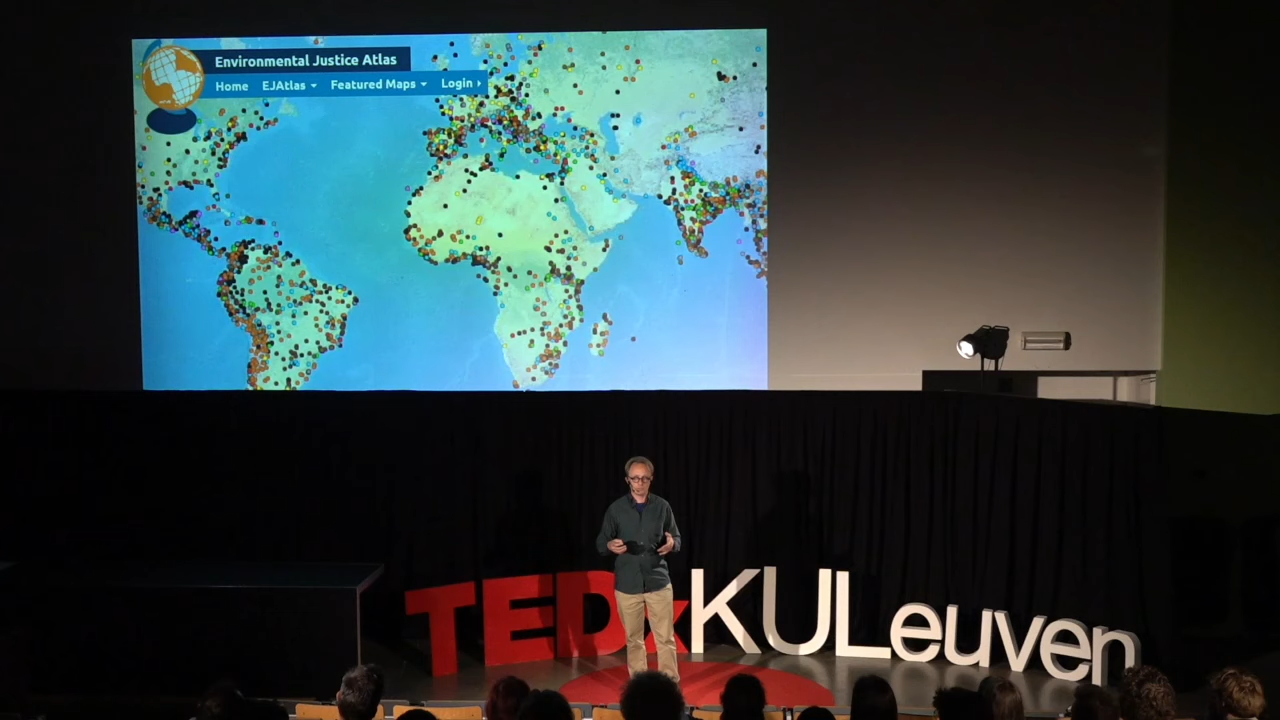 Environmental Justice Atlas
Home EJAtlas Featured Maps Login
TEDxKULeuven